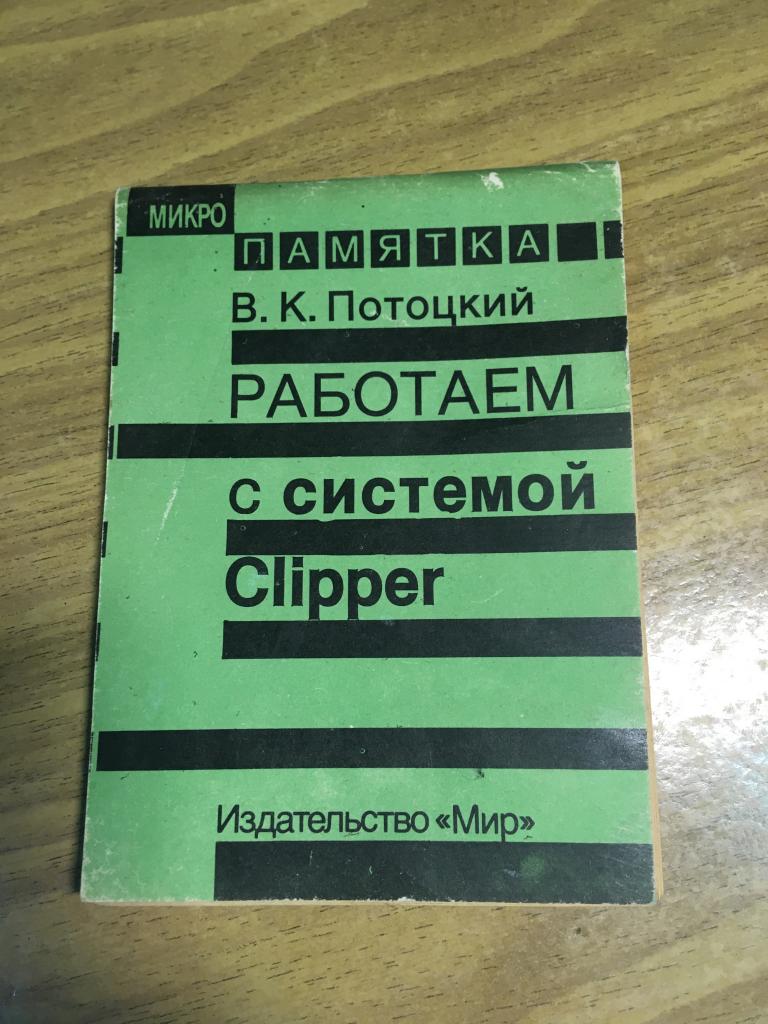 МИКРО
ПАМЯТКА
В. К. Потоцкий
РАБОТАЕМ
с системой
Clipper
Издательство «Мир»